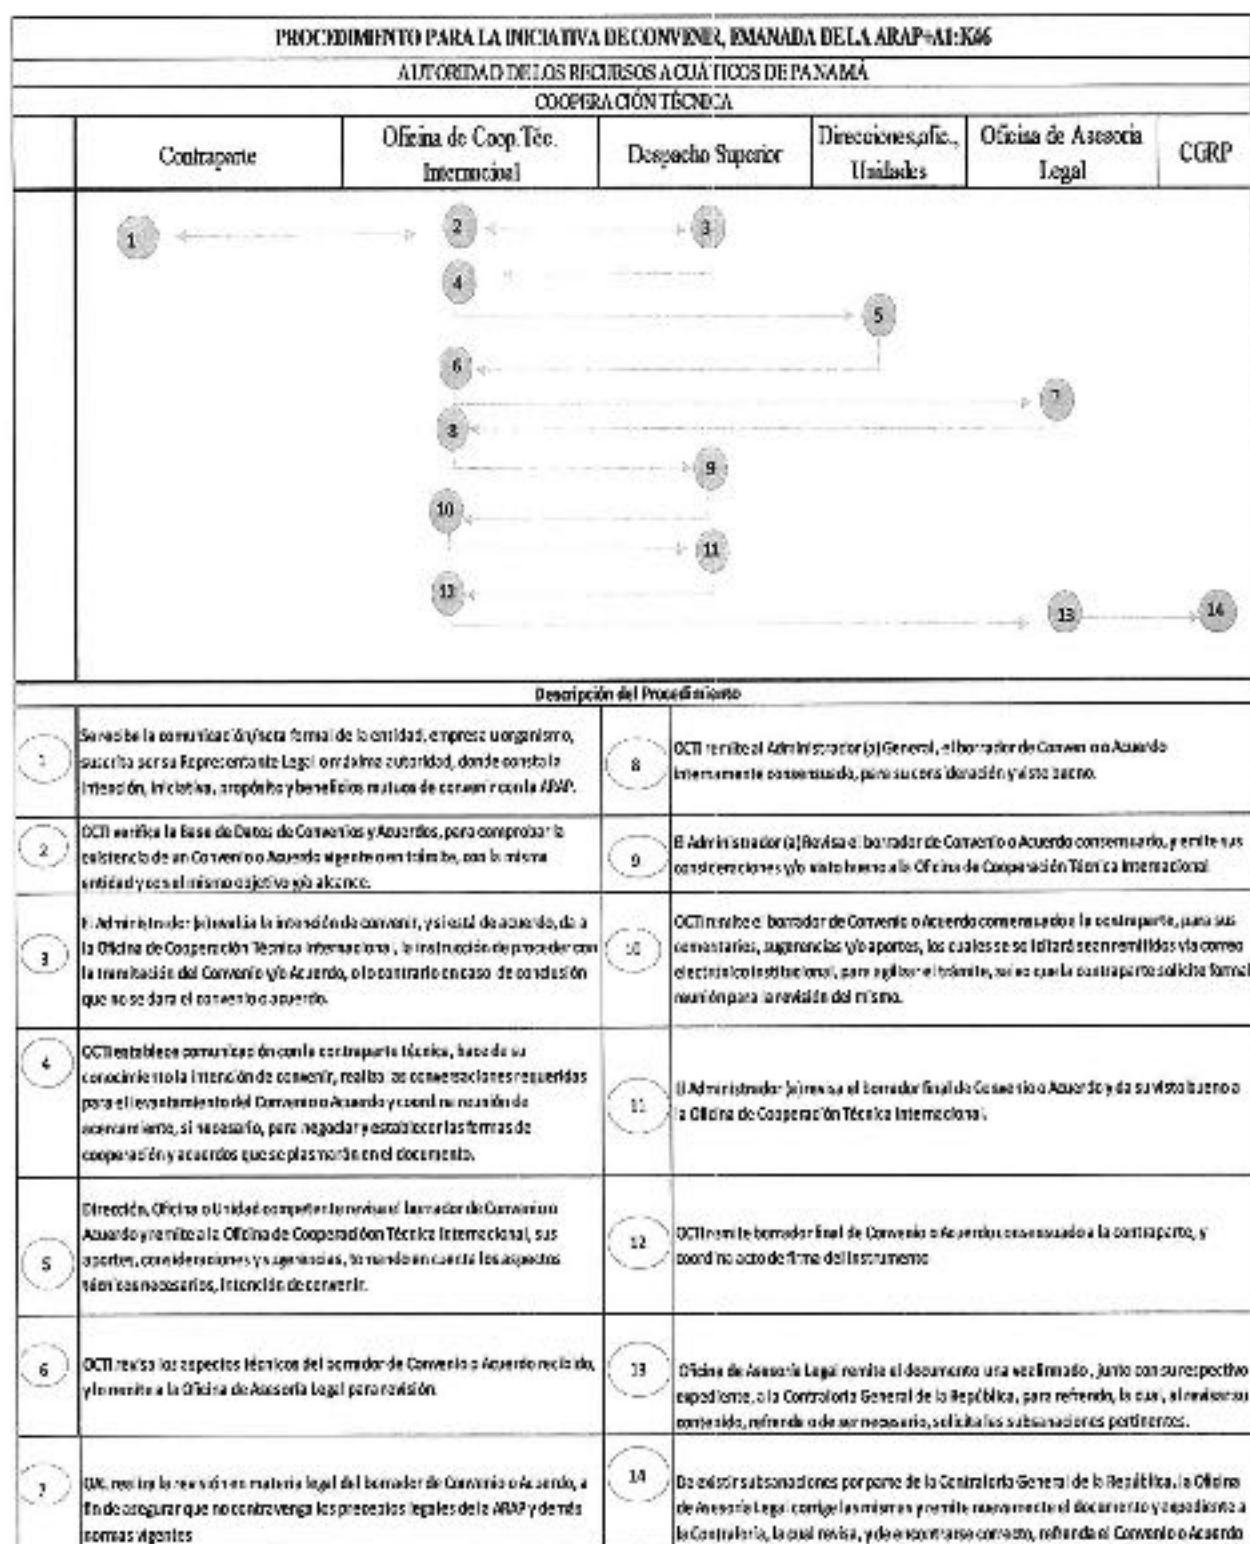 PROCEDIMIENTO PARA LA INICIATIVA DE CONVENIR, EMANADA DE LA ARAP+A1:K46
AUTORIDAD DE LOS RECURSOS ACUÁTICOS DE PANAMÁ
COOPERACIÓN TÉCNICA
Contraparte
Oficina de Coop. Téc.
Internacioal
Despacho Superior
Direcciones,ofic.,
Unidades
Oficina de Asesoria
Legal
CGRP
1
2
3
4
5
6
7
8
9
10
11
12
13
14
Descripción del Procedimiento
1
Se recibe la comunicación/nota formal de la entidad, empresa u organismo,
suscrita por su Representante Legal o máxima autoridad, donde consta la
intención, iniciativa, propósito y beneficios mutuos de convenir con la ARAP.
2
OCTI verifica la Base de Datos de Convenios y Acuerdos, para comprobar la
existencia de un Convenio o Acuerdo vigente o en trámite, con la misma
entidad y con el mismo objetivo y/o alcance.
3
El Administrador (a) evalúa la intención de convenir, y si está de acuerdo, da a
la Oficina de Cooperación Técnica Internacional, la instrucción de proceder con
la tramitación del Convenio y/o Acuerdo, o lo contrario en caso de conclusión
que no se dara el convenio o acuerdo.
4
OCTI establece comunicación con la contraparte técnica, hace de su
conocimiento la intención de convenir, realiza las conversaciones requeridas
para el levantamiento del Convenio o Acuerdo y coordina reunión de
acercamiento, si necesario, para negociar y establecer las formas de
cooperación y acuerdos que se plasmarán en el documento.
5
Dirección, Oficina o Unidad competente revisa el borrador de Convenio o
Acuerdo y remite a la Oficina de Cooperación Técnica Internacional, sus
aportes, consideraciones y sugerencias, tomando en cuenta los aspectos
técnicos necesarios, intención de convenir.
6
OCTI revisa los aspectos técnicos del borrador de Convenio o Acuerdo recibido,
y lo remite a la Oficina de Asesoría Legal para revisión.
7
OAL realiza la revisión en materia legal del borrador de Convenio o Acuerdo, a
fin de asegurar que no contravenga los preceptos legales de la ARAP y demás
normas vigentes
8
OCTI remite al Administrador (a) General, el borrador de Convenio o Acuerdo
internamente consensuado, para su consideración y visto bueno.
9
El Administrador (a) Revisa el borrador de Convenio o Acuerdo consensuado, y emite sus
consideraciones y/o visto bueno a la Oficina de Cooperación Técnica Internacional
10
OCTI remite el borrador de Convenio o Acuerdo consensuado a la contraparte, para sus
comentarios, sugerencias y/o aportes, los cuales se solicitará sean remitidos vía correo
electrónico institucional, para agilizar el trámite, salvo que la contraparte solicite formal
reunión para la revisión del mismo.
11
El Administrador (a) revisa el borrador final de Convenio o Acuerdo y da su visto bueno a
la Oficina de Cooperación Técnica Internacional.
12
OCTI remite borrador final de Convenio o Acuerdo consensuado a la contraparte, y
coordina acto de firma del instrumento
13
Oficina de Asesoría Legal remite el documento una vez firmado, junto con su respectivo
expediente, a la Contraloría General de la República, para refrendo, la cual, al revisar su
contenido, refrenda o de ser necesario, solicita las subsanaciones pertinentes.
14
De existir subsanaciones por parte de la Contraloría General de la República, la Oficina
de Asesoría Legal corrige las mismas y remite nuevamente el documento y expediente a
la Contraloría, la cual revisa, y de encontrarse correcto, refrenda el Convenio o Acuerdo